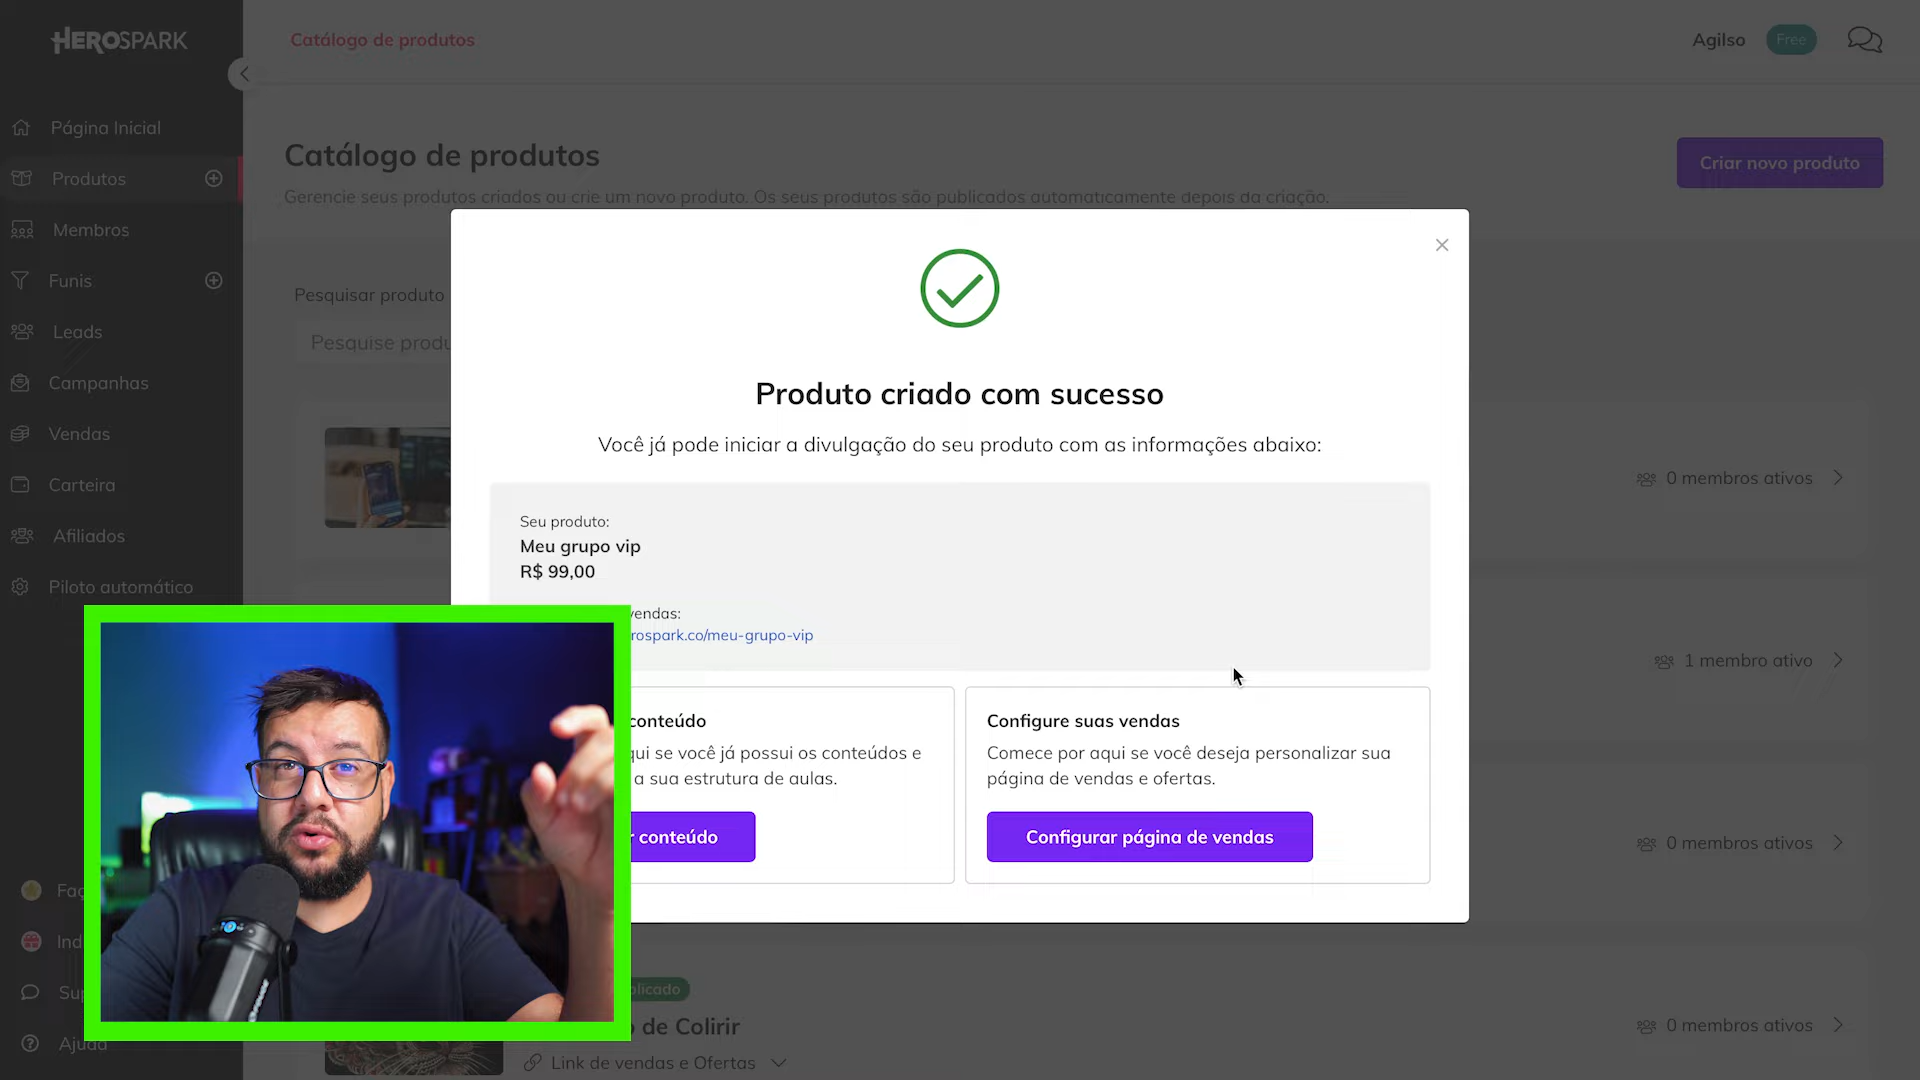 HEROSPARK
Catálogo de produtos
Agilso
Free
Página Inicial
Produtos
Membros
Funis
Leads
Campanhas
Vendas
Carteira
Afiliados
Piloto automático
Catálogo de produtos
Gerencie seus produtos criados ou crie um novo produto. Os seus produtos são publicados automaticamente depois da criação.
Criar novo produto
Pesquisar produto
Pesquise produ
Produto criado com sucesso
Você já pode iniciar a divulgação do seu produto com as informações abaixo:
Seu produto:
Meu grupo vip
R$ 99,00
vendas:
rospark.co/meu-grupo-vip
conteúdo
qui se você já possui os conteúdos e
a sua estrutura de aulas.
r conteúdo
Configure suas vendas
Comece por aqui se você deseja personalizar sua
página de vendas e ofertas.
Configurar página de vendas
0 membros ativos
1 membro ativo
0 membros ativos
0 membros ativos
Faç
Ind
Sup
Ajuda
blicado
o de Colirir
Link de vendas e Ofertas